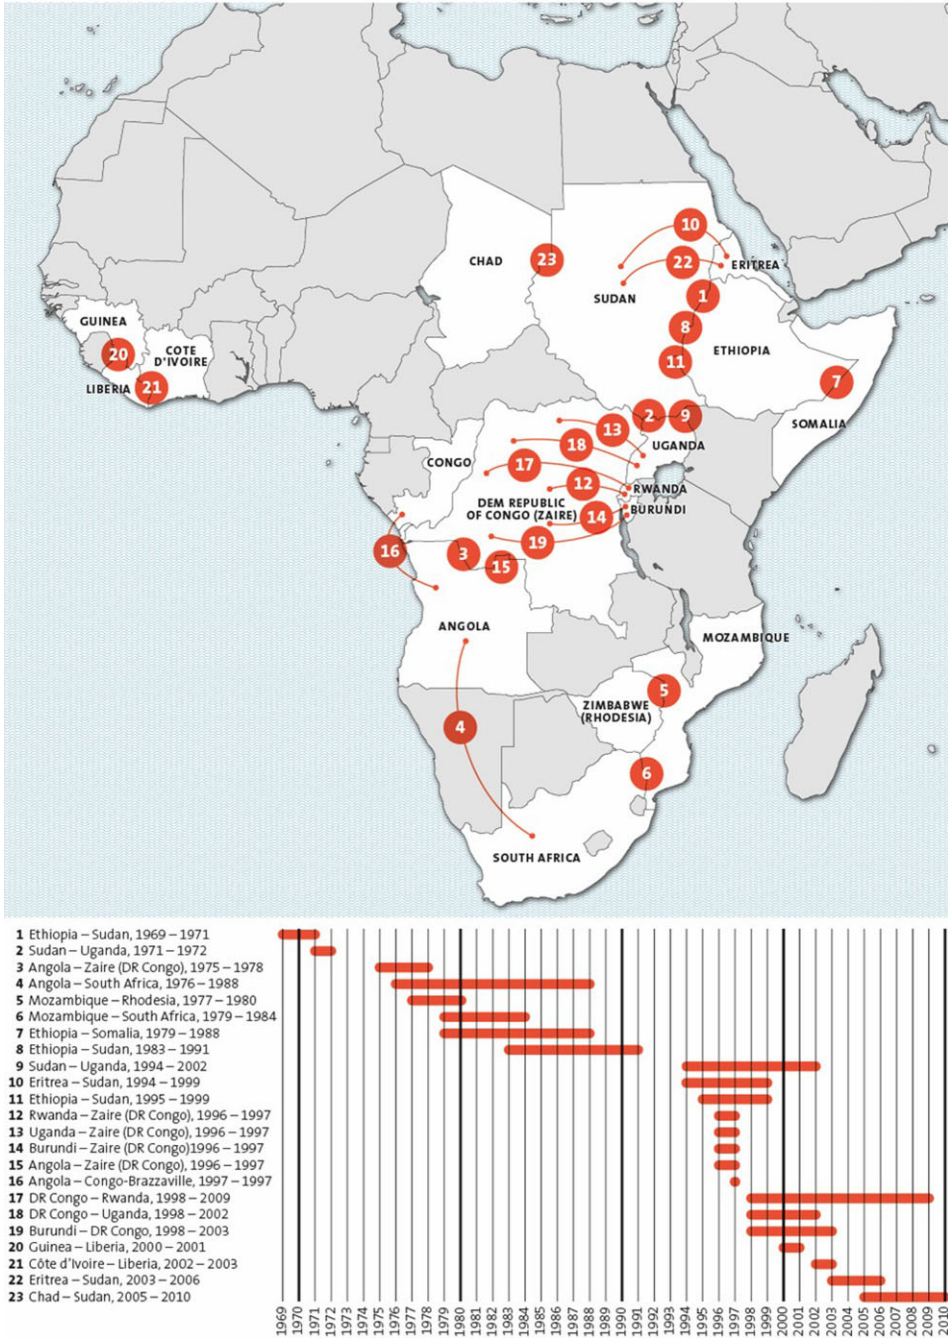 10
CHAD
23
22
ERITREA
SUDAN
1
GUINEA
8
20
COTE
D'IVOIRE
ETHIOPIA
11
LIBERIA
21
7
2
9
SOMALIA
13
UGANDA
18
CONGO
17
12
RWANDA
DEM REPUBLIC
OF CONGO (ZAIRE)
14
BURUNDI
19
16
3
15
ANGOLA
MOZAMBIQUE
5
ZIMBABWE
(RHODESIA)
4
6
SOUTH AFRICA
1 Ethiopia – Sudan, 1969 – 1971
2 Sudan – Uganda, 1971 – 1972
3 Angola – Zaire (DR Congo), 1975 – 1978
4 Angola – South Africa, 1976 – 1988
5 Mozambique – Rhodesia, 1977 – 1980
6 Mozambique – South Africa, 1979 – 1984
7 Ethiopia – Somalia, 1979 – 1988
8 Ethiopia – Sudan, 1983 – 1991
9 Sudan – Uganda, 1994 – 2002
10 Eritrea – Sudan, 1994 – 1999
11 Ethiopia – Sudan, 1995 – 1999
12 Rwanda – Zaire (DR Congo), 1996 – 1997
13 Uganda – Zaire (DR Congo), 1996 – 1997
14 Burundi – Zaire (DR Congo)1996 – 1997
15 Angola – Zaire (DR Congo), 1996 – 1997
16 Angola – Congo-Brazzaville, 1997 – 1997
17 DR Congo – Rwanda, 1998 – 2009
18 DR Congo – Uganda, 1998 – 2002
19 Burundi – DR Congo, 1998 – 2003
20 Guinea – Liberia, 2000 – 2001
21 Côte d'Ivoire – Liberia, 2002 – 2003
22 Eritrea – Sudan, 2003 – 2006
23 Chad – Sudan, 2005 – 2010
1969
1970
1971
1972
1973
1974
1975
1976
1977
1978
1979
1980
1981
1982
1983
1984
1985
1986
1987
1988
1989
1990
1991
1992
1993
1994
1995
1996
1997
1998
1999
2000
2001
2002
2003
2004
2005
2006
2007
2008
2009
2010